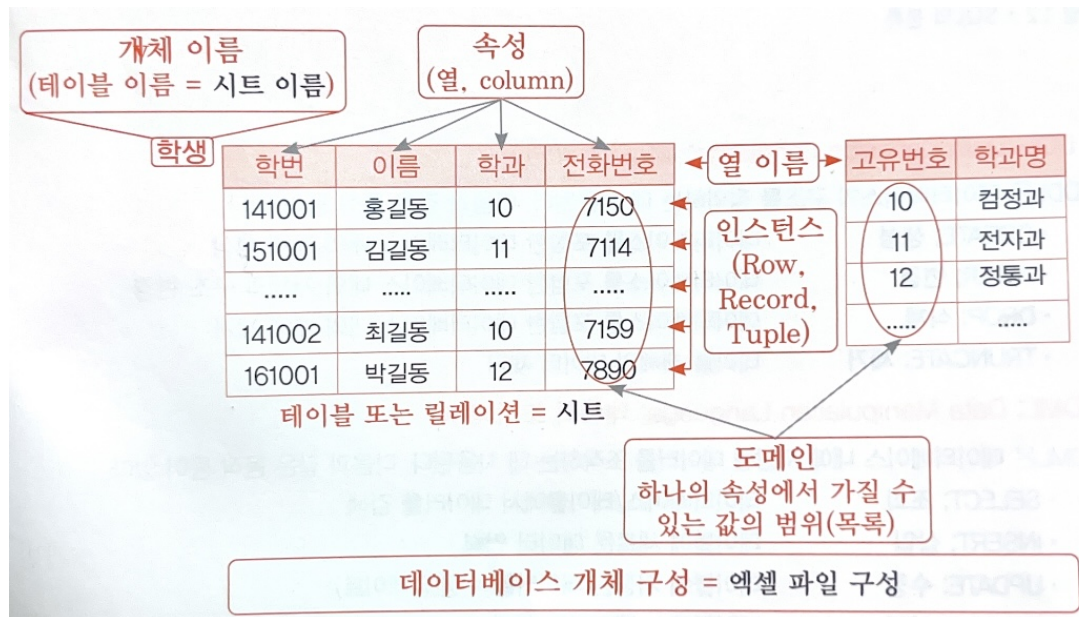 개체 이름
(테이블 이름 = 시트 이름)
속성
(열, column)
학생
학번 이름 학과 전화번호
열 이름
고유번호 학과명
141001 홍길동 10 7150
151001 김길동 11 7114
..... ..... ..... .....
141002 최길동 10 7159
161001 박길동 12 7890
인스턴스
(Row,
Record,
Tuple)
10 컴정과
11 전자과
12 정통과
..... .....
테이블 또는 릴레이션 = 시트
도메인
하나의 속성에서 가질 수
있는 값의 범위(목록)
데이터베이스 개체 구성 = 엑셀 파일 구성